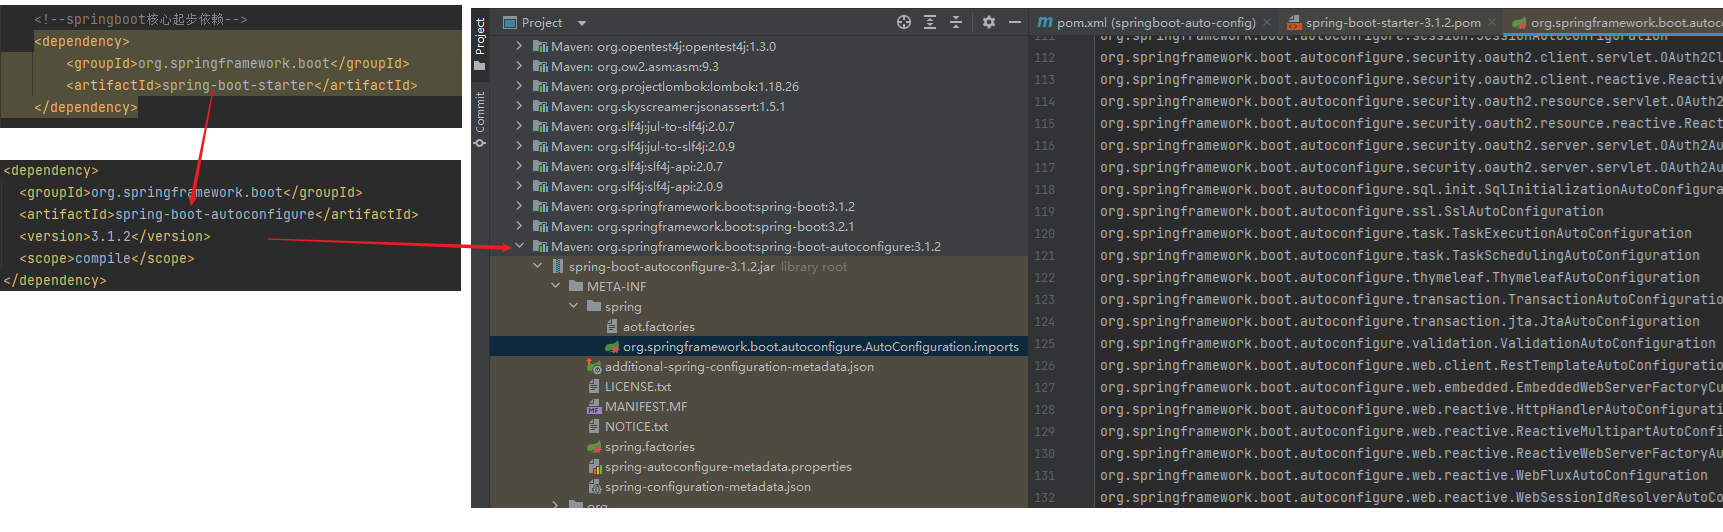 <!--springboot核心起步依赖-->
<dependency>
<groupId>org.springframework.boot</groupId>
<artifactId>spring-boot-starter</artifactId>
</dependency>
<dependency>
<groupId>org.springframework.boot</groupId>
<artifactId>spring-boot-autoconfigure</artifactId>
<version>3.1.2</version>
<scope>compile</scope>
</dependency>
Project
Commit
Project
Maven: org.opentest4j:opentest4j:1.3.0
Maven: org.ow2.asm:asm:9.3
Maven: org.projectlombok:lombok:1.18.26
Maven: org.skyscreamer:jsonassert:1.5.1
Maven: org.slf4j:jul-to-slf4j:2.0.7
Maven: org.slf4j:jul-to-slf4j:2.0.9
Maven: org.slf4j:slf4j-api:2.0.7
Maven: org.slf4j:slf4j-api:2.0.9
Maven: org.springframework.boot:spring-boot:3.1.2
Maven: org.springframework.boot:spring-boot:3.2.1
Maven: org.springframework.boot:spring-boot-autoconfigure:3.1.2
spring-boot-autoconfigure-3.1.2.jar library root
META-INF
spring
aot.factories
org.springframework.boot.autoconfigure.AutoConfiguration.imports
additional-spring-configuration-metadata.json
LICENSE.txt
MANIFEST.MF
NOTICE.txt
spring.factories
spring-autoconfigure-metadata.properties
spring-configuration-metadata.json
org
pom.xml (springboot-auto-config)
spring-boot-starter-3.1.2.pom
org.springframework.boot.autoco
111 org.springframework.boot.autoconfigure.session.SessionAutoConfiguration
112 org.springframework.boot.autoconfigure.security.oauth2.client.servlet.OAuth2Cl
113 org.springframework.boot.autoconfigure.security.oauth2.client.reactive.Reactiv
114 org.springframework.boot.autoconfigure.security.oauth2.resource.servlet.OAuth2
115 org.springframework.boot.autoconfigure.security.oauth2.resource.reactive.React
116 org.springframework.boot.autoconfigure.security.oauth2.server.servlet.OAuth2Au
117 org.springframework.boot.autoconfigure.security.oauth2.server.servlet.OAuth2Au
118 org.springframework.boot.autoconfigure.sql.init.SqlInitializationAutoConfigura
119 org.springframework.boot.autoconfigure.ssl.SslAutoConfiguration
120 org.springframework.boot.autoconfigure.task.TaskExecutionAutoConfiguration
121 org.springframework.boot.autoconfigure.task.TaskSchedulingAutoConfiguration
122 org.springframework.boot.autoconfigure.thymeleaf.ThymeleafAutoConfiguration
123 org.springframework.boot.autoconfigure.transaction.TransactionAutoConfiguratio
124 org.springframework.boot.autoconfigure.transaction.jta.JtaAutoConfiguration
125 org.springframework.boot.autoconfigure.validation.ValidationAutoConfiguration
126 org.springframework.boot.autoconfigure.web.client.RestTemplateAutoConfiguratio
127 org.springframework.boot.autoconfigure.web.embedded.EmbeddedWebServerFactoryCu
128 org.springframework.boot.autoconfigure.web.reactive.HttpHandlerAutoConfigurati
129 org.springframework.boot.autoconfigure.web.reactive.ReactiveMultipartAutoConfi
130 org.springframework.boot.autoconfigure.web.reactive.ReactiveWebServerFactoryAu
131 org.springframework.boot.autoconfigure.web.reactive.WebFluxAutoConfiguration
132 org.springframework.boot.autoconfigure.web.reactive.WebSessionIdResolverAutoCo